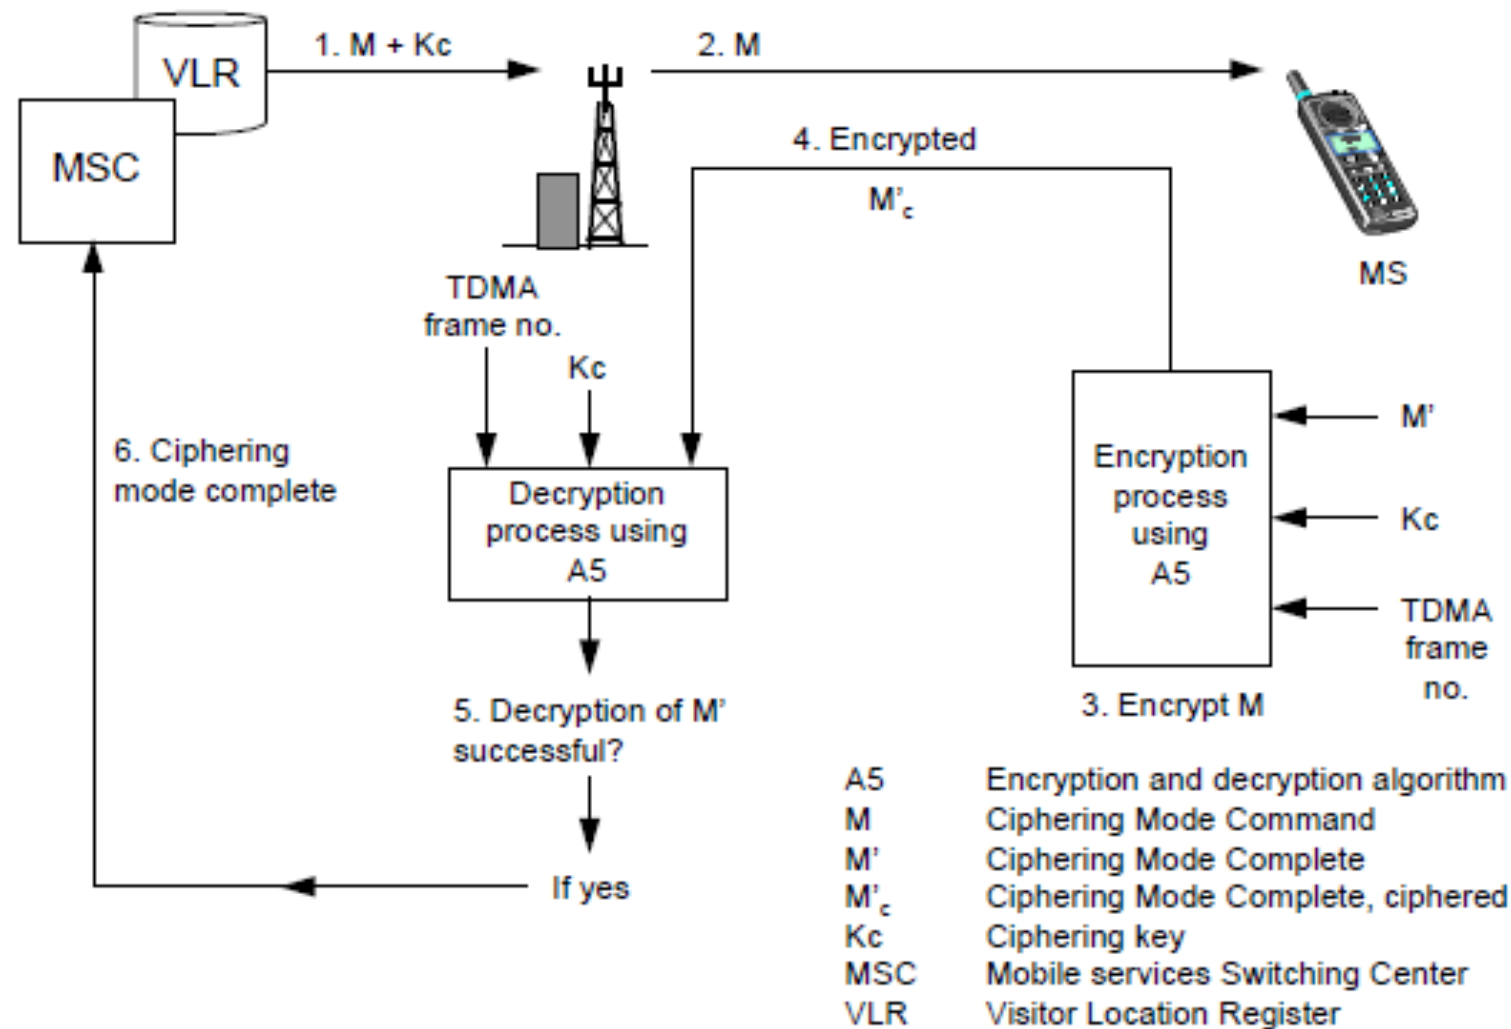 VLR
MSC
1. M + Kc
2. M
4. Encrypted
M'c
MS
TDMA
frame no.
Kc
6. Ciphering
mode complete
Decryption
process using
A5
Encryption
process
using
A5
M'
Kc
TDMA
frame
no.
3. Encrypt M
5. Decryption of M'
successful?
If yes
A5 Encryption and decryption algorithm
M Ciphering Mode Command
M' Ciphering Mode Complete
M'c Ciphering Mode Complete, ciphered
Kc Ciphering key
MSC Mobile services Switching Center
VLR Visitor Location Register